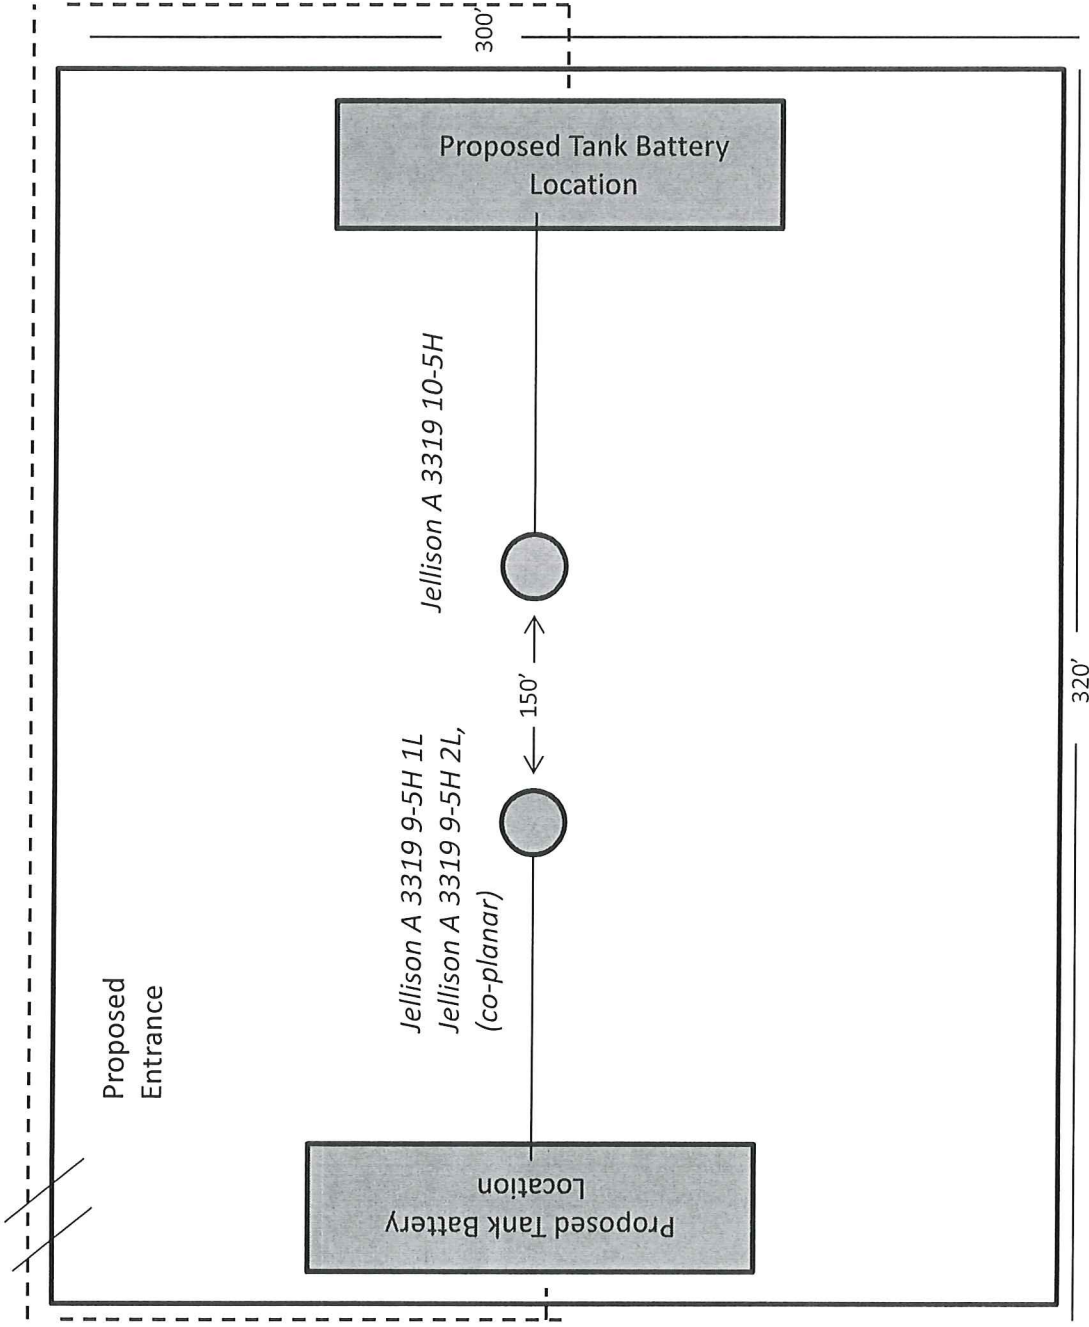 300'
Proposed Tank Battery
Location
Jellison A 3319 10-5H
150'
Jellison A 3319 9-5H 1L
Jellison A 3319 9-5H 2L,
(co-planar)
320'
Proposed
Entrance
Proposed Tank Battery
Location